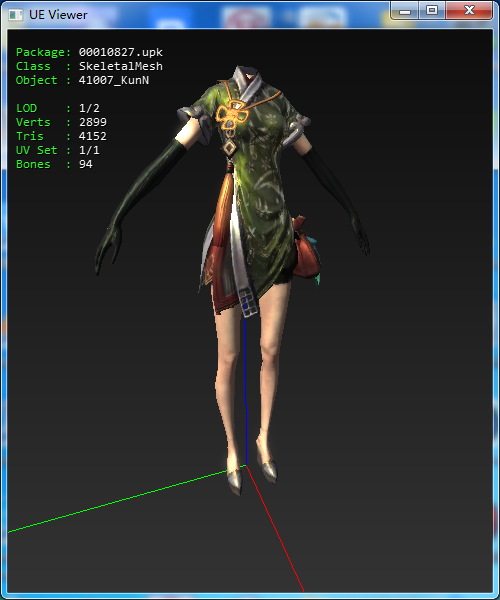 UE Viewer
Package: 00010827.upk
Class : SkeletalMesh
Object : 41007_KunN
LOD : 1/2
Verts : 2899
Tris : 4152
UV Set : 1/1
Bones : 94